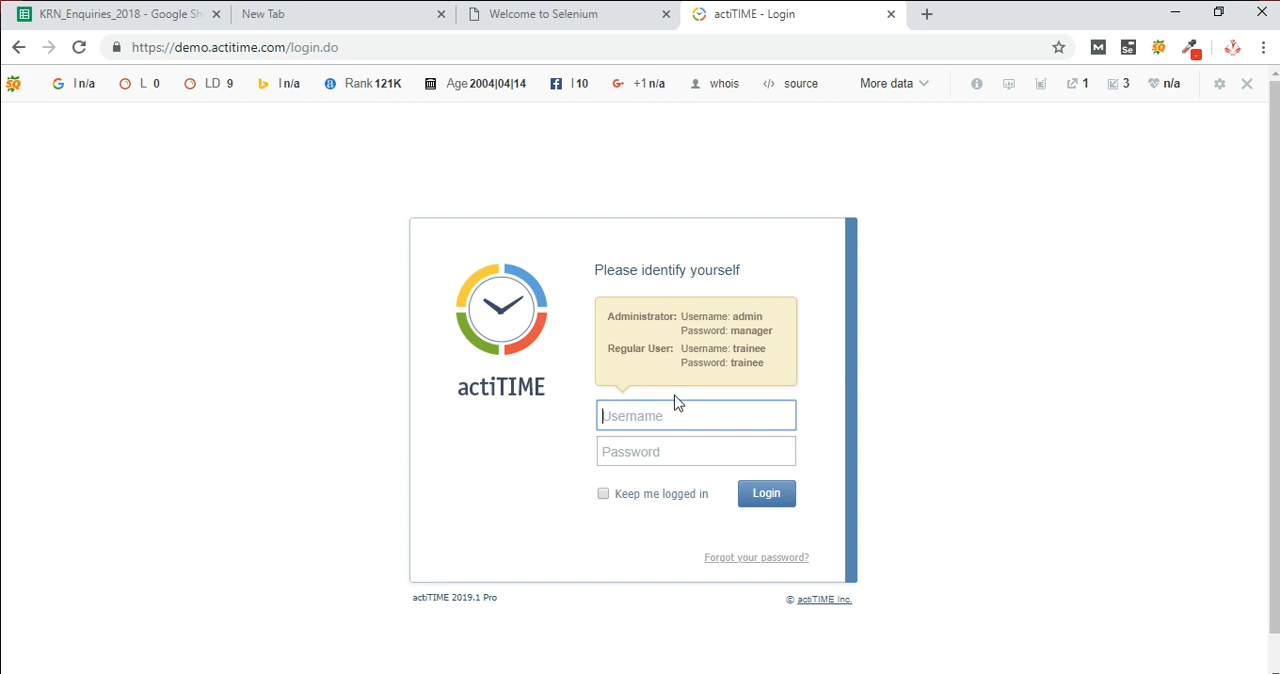 KRN_Enquiries_2018 - Google Sh
New Tab
Welcome to Selenium
actiTIME - Login
https://demo.actitime.com/login.do
I n/a
L 0
LD 9
I n/a
Rank 121K
Age 2004|04|14
I 10
+1 n/a
whois
source
More data
1
3
n/a
Please identify yourself
Administrator: Username: admin
Password: manager
Regular User: Username: trainee
Password: trainee
actiTIME
Username
Password
Keep me logged in
Login
Forgot your password?
actiTIME 2019.1 Pro
© actiTIME Inc.